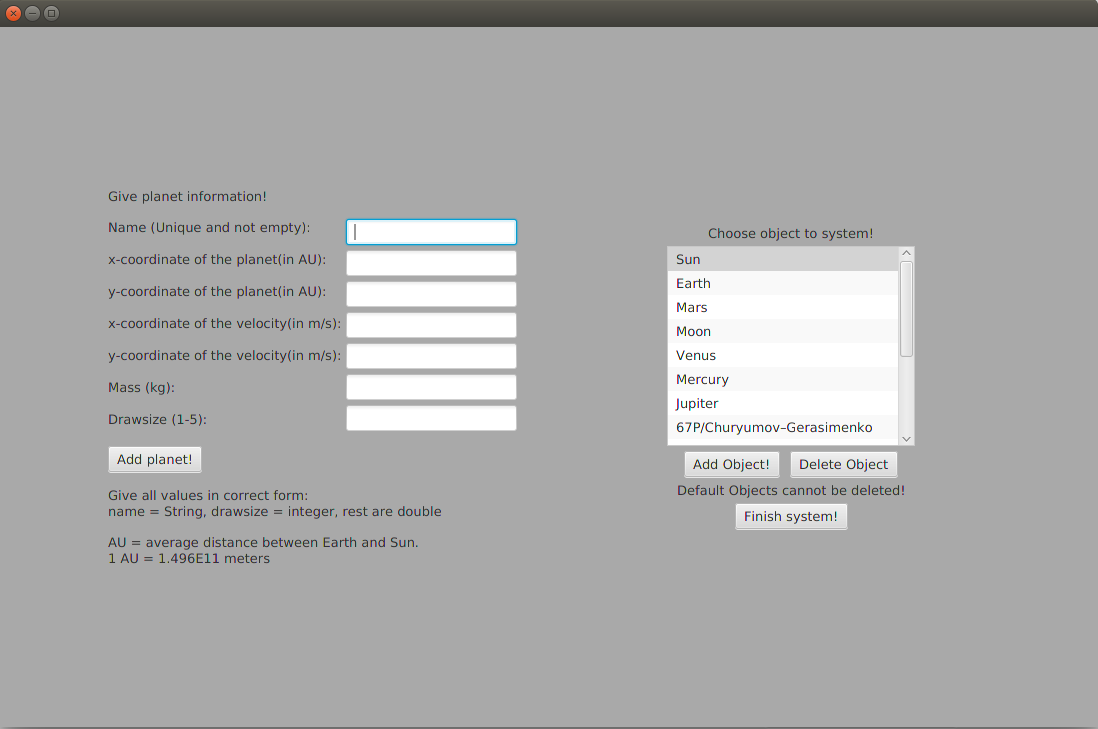 Give planet information!
Name (Unique and not empty):
x-coordinate of the planet(in AU):
y-coordinate of the planet(in AU):
x-coordinate of the velocity(in m/s):
y-coordinate of the velocity(in m/s):
Mass (kg):
Drawsize (1-5):
Add planet!
Give all values in correct form:
name = String, drawsize = integer, rest are double
AU = average distance between Earth and Sun.
1 AU = 1.496E11 meters
Choose object to system!
Sun
Earth
Mars
Moon
Venus
Mercury
Jupiter
67P/Churyumov–Gerasimenko
Add Object! Delete Object
Default Objects cannot be deleted!
Finish system!